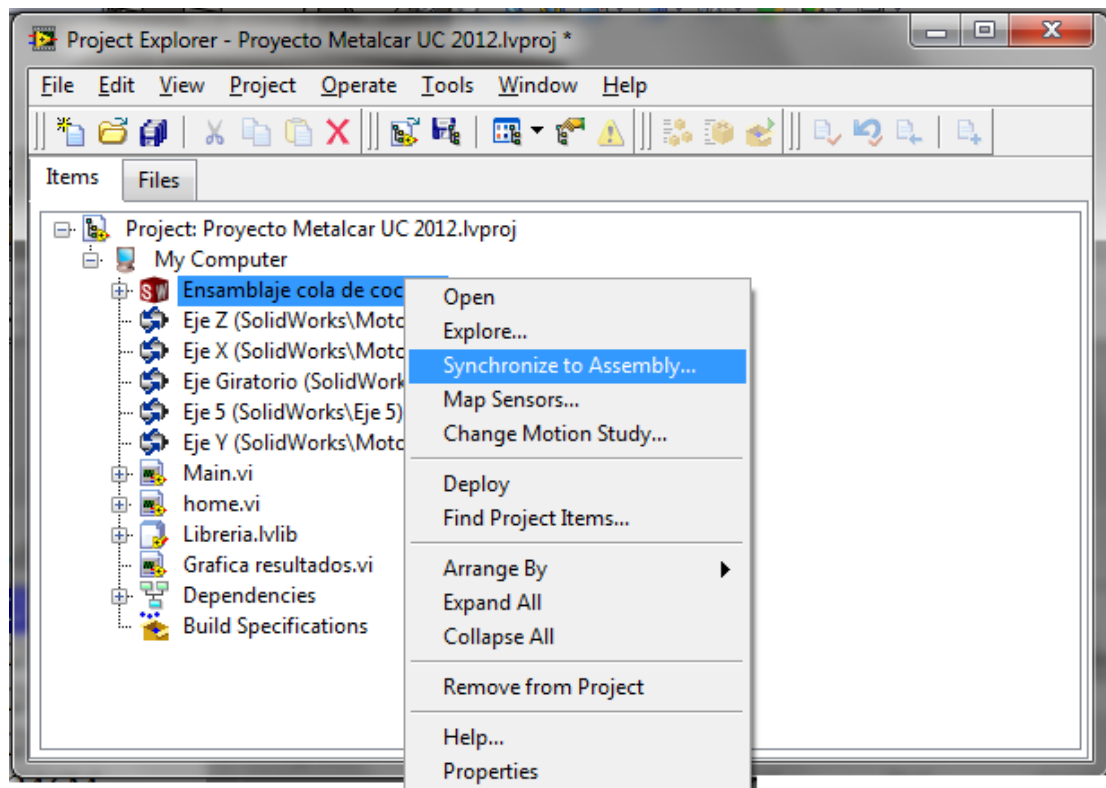 Project Explorer - Proyecto Metalcar UC 2012.lvproj *
File Edit View Project Operate Tools Window Help
Items Files
Project: Proyecto Metalcar UC 2012.lvproj
My Computer
SW Ensamblaje cola de coc
Eje Z (SolidWorks\Moto
Eje X (SolidWorks\Moto
Eje Giratorio (SolidWork
Eje 5 (SolidWorks\Eje 5)
Eje Y (SolidWorks\Moto
Main.vi
home.vi
Libreria.lvlib
Grafica resultados.vi
Dependencies
Build Specifications
Open
Explore...
Synchronize to Assembly...
Map Sensors...
Change Motion Study...
Deploy
Find Project Items...
Arrange By
Expand All
Collapse All
Remove from Project
Help...
Properties